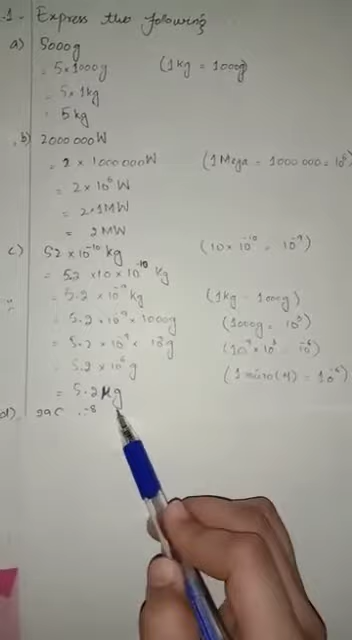 .1. Express the following
a) 5000g
= 5×1000g (1kg = 1000g)
= 5×1kg
= 5kg
b) 2000000W
= 2 × 1000000W (1 Mega = 1000000 = 10⁶)
= 2 × 10⁶ W
= 2×1MW
= 2MW
c) 52 × 10⁻¹⁰ kg (10 × 10⁻¹⁰ = 10⁻⁹)
= 5.2 × 10 × 10⁻¹⁰ kg
= 5.2 × 10⁻⁹ kg (1kg = 1000g)
= 5.2 × 10⁻⁹ × 1000g (1000g = 10³)
= 5.2 × 10⁻⁹ × 10³g (10⁻⁹ × 10³ = 10⁻⁶)
= 5.2 × 10⁻⁶ g (1 micro(μ) = 10⁻⁶)
= 5.2μg
d)